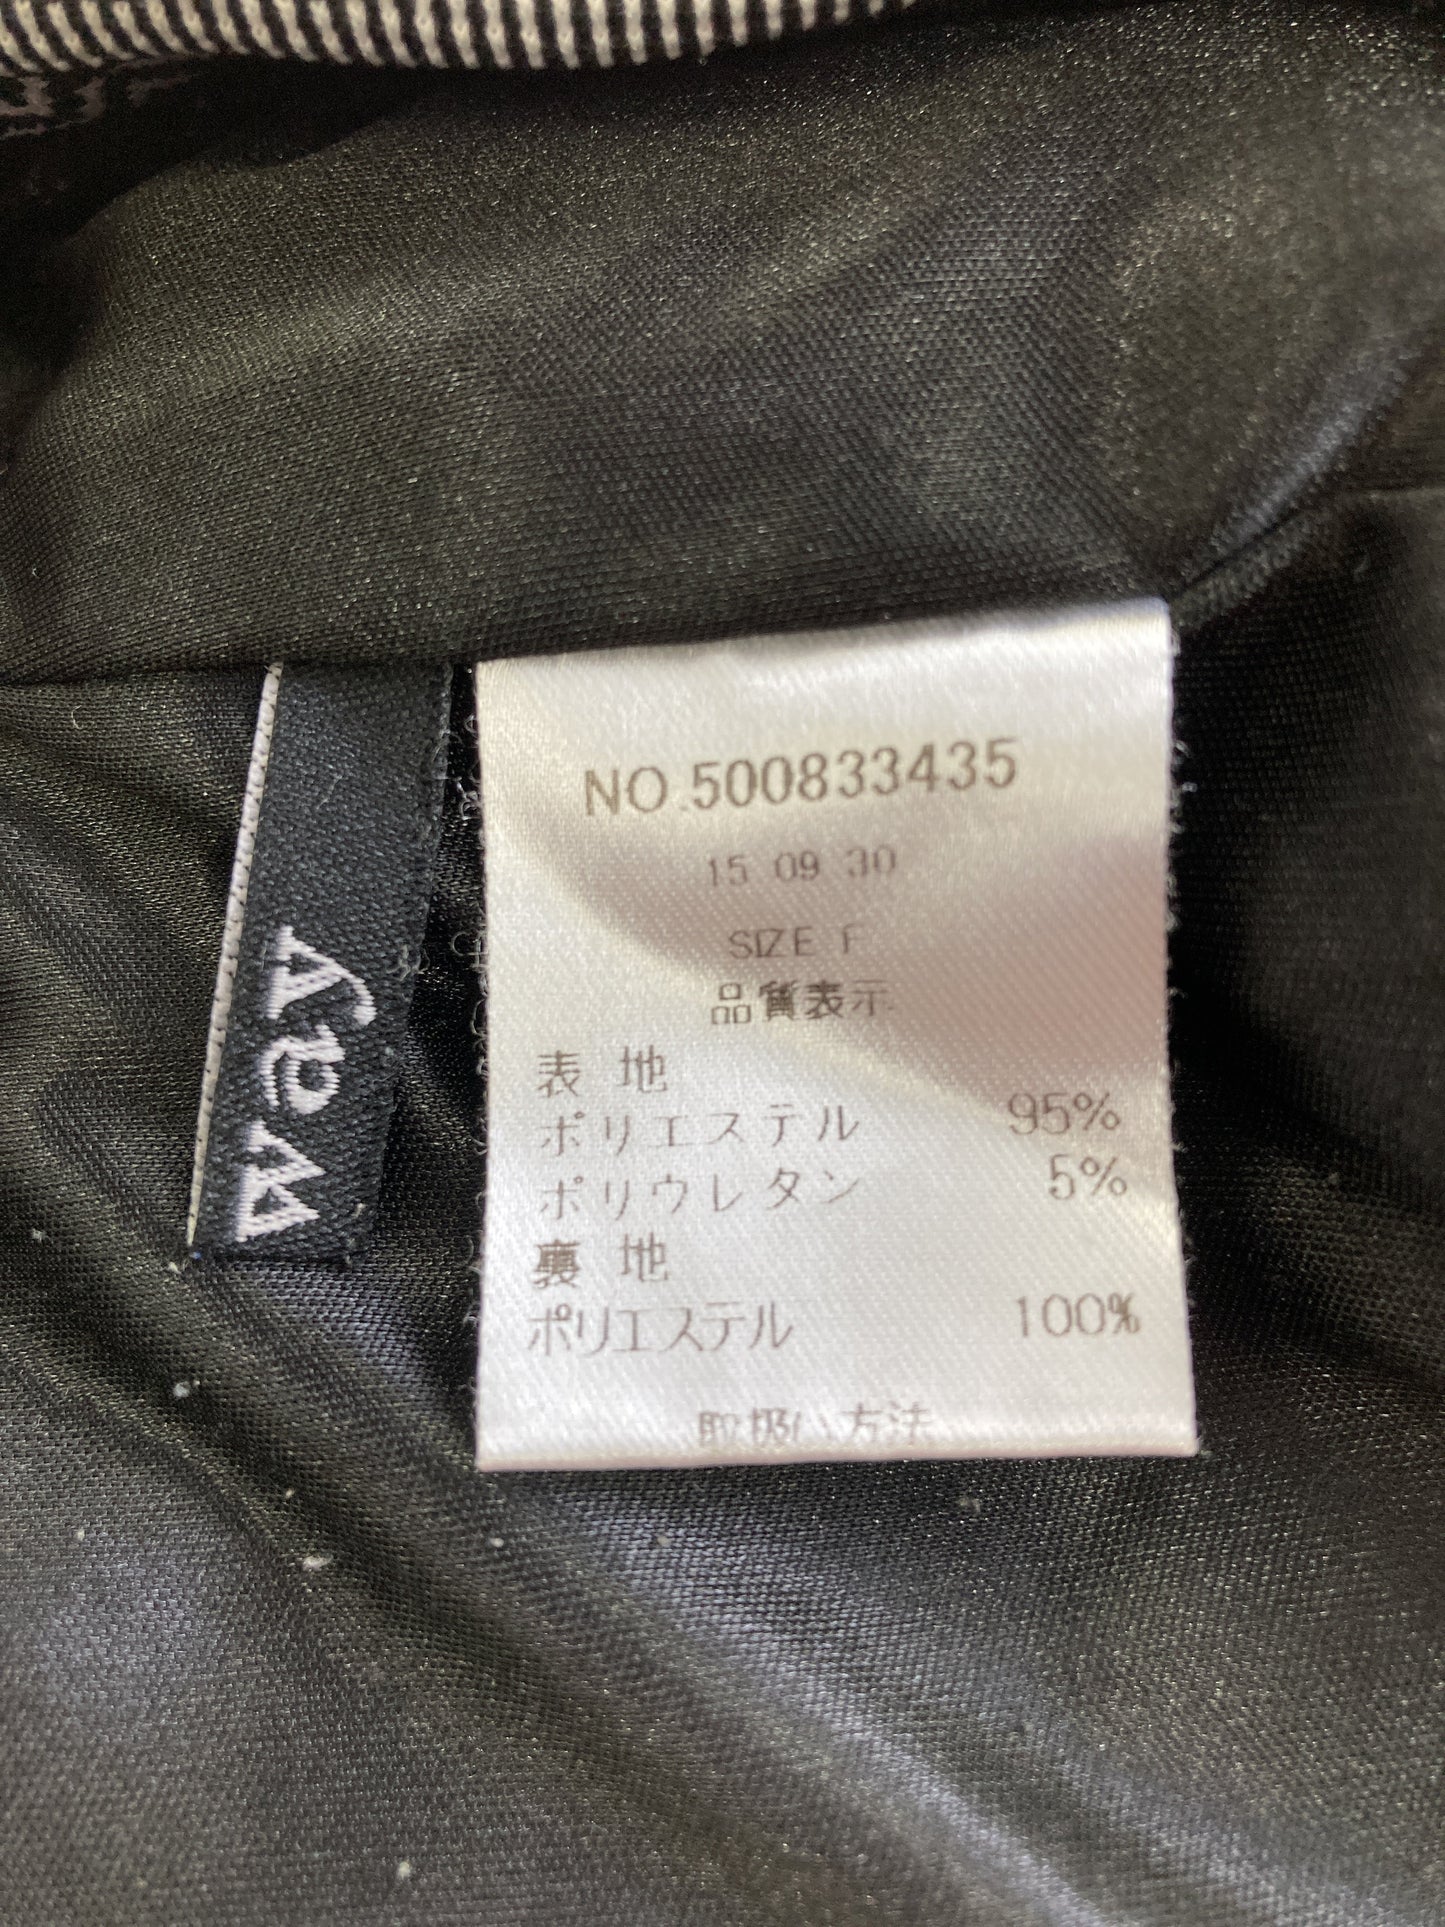 NO.500833435
15 09 30
SIZE F
品質表示
表 地
ポリエステル 95%
ポリウレタン 5%
裏 地
ポリエステル 100%
取扱い方法